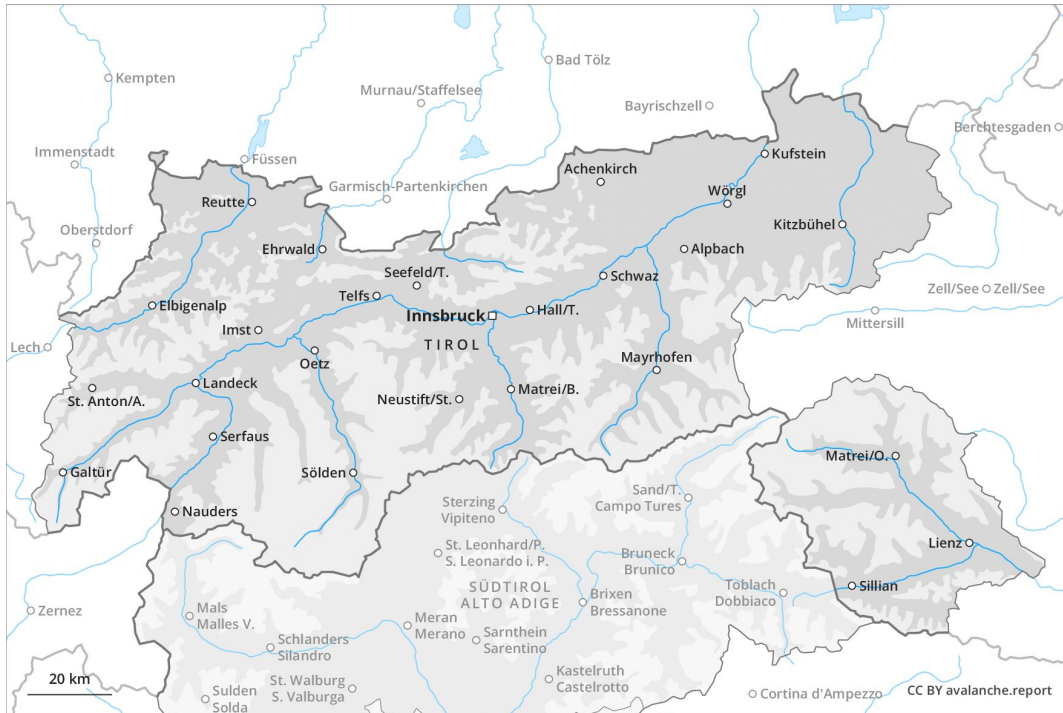 Kempten
Bad Tölz
Murnau/Staffelsee
Bayrischzell
Berchtesgaden
Immenstadt
Füssen
Kufstein
Achenkirch
Garmisch-Partenkirchen
Wörgl
Reutte
Oberstdorf
Kitzbühel
Ehrwald
Alpbach
Seefeld/T.
Schwaz
Telfs
Zell/See
Zell/See
Elbigenalp
Innsbruck
Hall/T.
Imst
Mittersill
Lech
TIROL
Oetz
Mayrhofen
Landeck
St. Anton/A.
Matrei/B.
Neustift/St.
Serfaus
Matrei/O.
Galtür
Sölden
Sand/T.
Campo Tures
Sterzing
Vipiteno
Nauders
Lienz
St. Leonhard/P.
S. Leonardo i. P.
Bruneck
Brunico
SÜDTIROL
ALTO ADIGE
Toblach
Dobbiaco
Sillian
Brixen
Bressanone
Zernez
Mals
Malles V.
Meran
Merano
Sarnthein
Sarentino
Schlanders
Silandro
Kastelruth
Castelrotto
St. Walburg
S. Valburga
20 km
Sulden
Solda
Cortina d'Ampezzo
CC BY avalanche.report